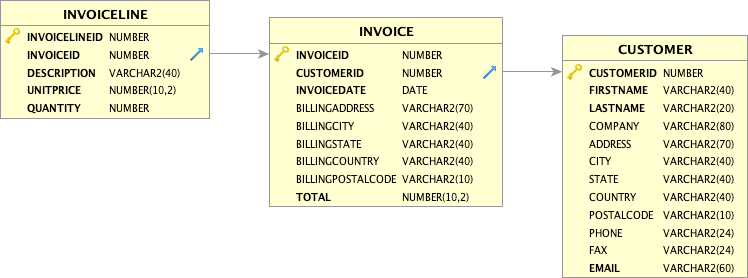 INVOICELINE
INVOICELINEID NUMBER
INVOICEID NUMBER
DESCRIPTION VARCHAR2(40)
UNITPRICE NUMBER(10,2)
QUANTITY NUMBER
INVOICE
INVOICEID NUMBER
CUSTOMERID NUMBER
INVOICEDATE DATE
BILLINGADDRESS VARCHAR2(70)
BILLINGCITY VARCHAR2(40)
BILLINGSTATE VARCHAR2(40)
BILLINGCOUNTRY VARCHAR2(40)
BILLINGPOSTALCODE VARCHAR2(10)
TOTAL NUMBER(10,2)
CUSTOMER
CUSTOMERID NUMBER
FIRSTNAME VARCHAR2(40)
LASTNAME VARCHAR2(20)
COMPANY VARCHAR2(80)
ADDRESS VARCHAR2(70)
CITY VARCHAR2(40)
STATE VARCHAR2(40)
COUNTRY VARCHAR2(40)
POSTALCODE VARCHAR2(10)
PHONE VARCHAR2(24)
FAX VARCHAR2(24)
EMAIL VARCHAR2(60)